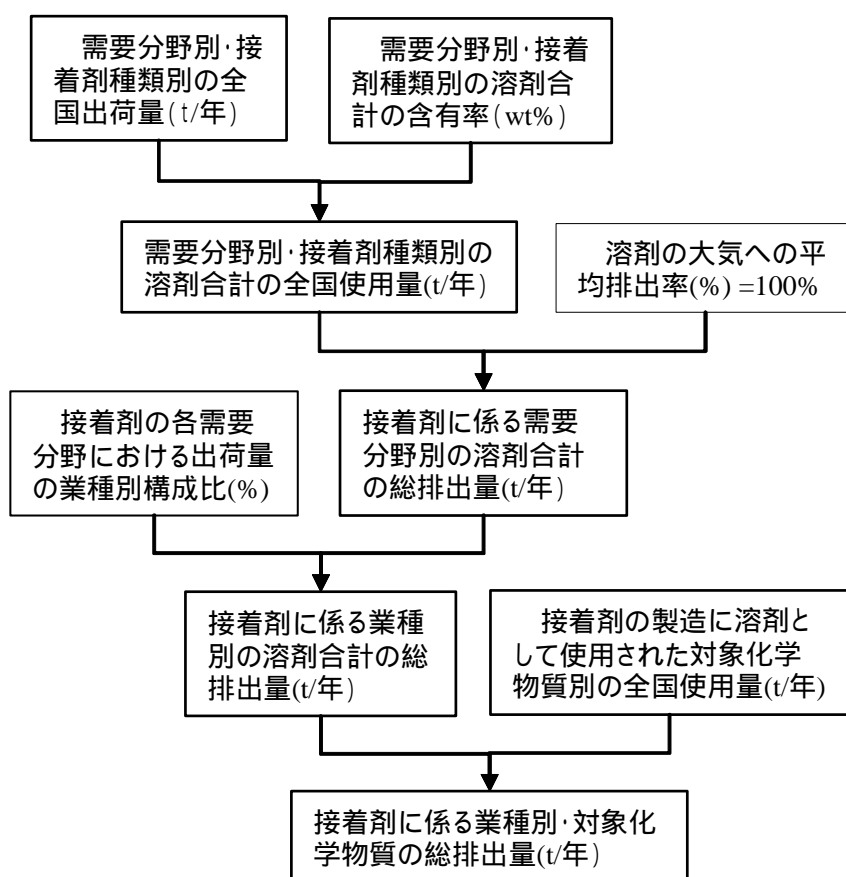 需要分野別・接
着剤種類別の全
国出荷量(t/年)
需要分野別・接着
剤種類別の溶剤合
計の含有率(wt%)
需要分野別・接着剤種類別の
溶剤合計の全国使用量(t/年)
溶剤の大気への平
均排出率(%) =100%
接着剤の各需要
分野における出荷量
の業種別構成比(%)
接着剤に係る需要
分野別の溶剤合計
の総排出量(t/年)
接着剤に係る業種
別の溶剤合計の総
排出量(t/年)
接着剤の製造に溶剤と
して使用された対象化学
物質別の全国使用量(t/年)
接着剤に係る業種別・対象化
学物質の総排出量(t/年)